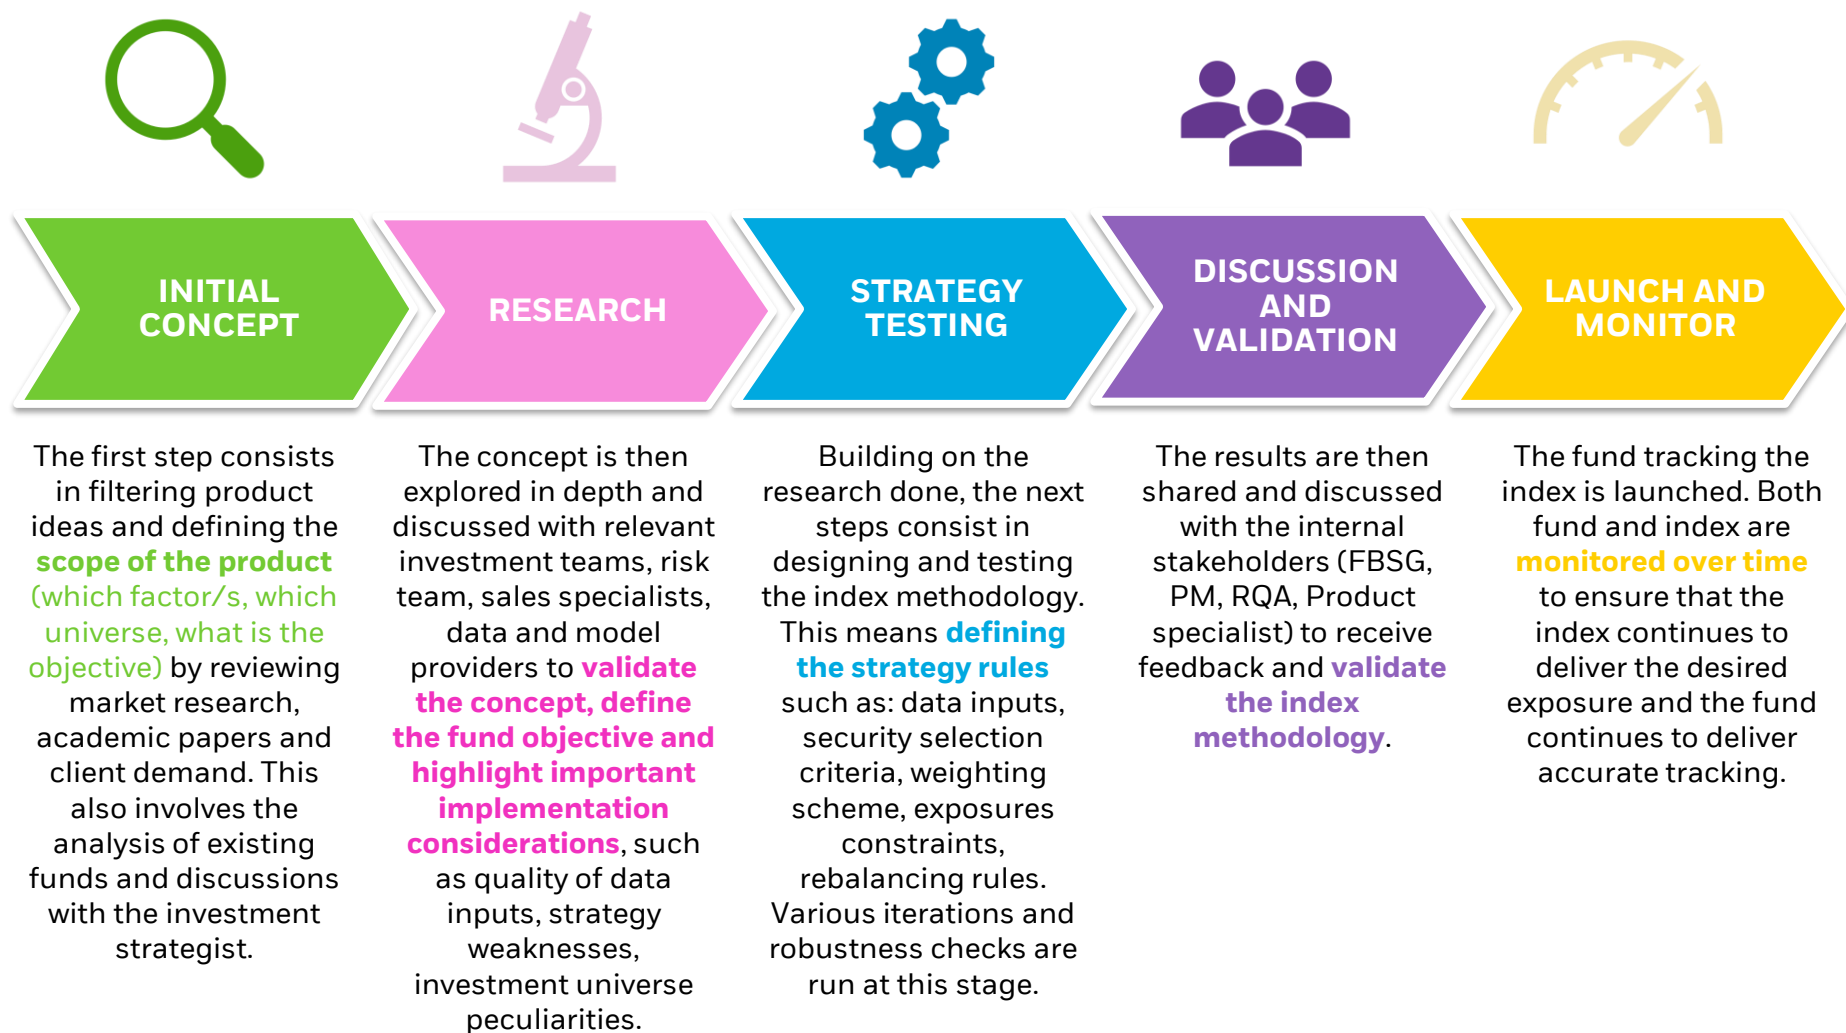 INITIAL
CONCEPT
The first step consists
in filtering product
ideas and defining the
scope of the product
(which factor/s, which
universe, what is the
objective) by reviewing
market research,
academic papers and
client demand. This
also involves the
analysis of existing
funds and discussions
with the investment
strategist.
RESEARCH
The concept is then
explored in depth and
discussed with relevant
investment teams, risk
team, sales specialists,
data and model
providers to validate
the concept, define
the fund objective and
highlight important
implementation
considerations, such
as quality of data
inputs, strategy
weaknesses,
investment universe
peculiarities.
STRATEGY
TESTING
Building on the
research done, the next
steps consist in
designing and testing
the index methodology.
This means defining
the strategy rules
such as: data inputs,
security selection
criteria, weighting
scheme, exposures
constraints,
rebalancing rules.
Various iterations and
robustness checks are
run at this stage.
DISCUSSION
AND
VALIDATION
The results are then
shared and discussed
with the internal
stakeholders (FBSG,
PM, RQA, Product
specialist) to receive
feedback and validate
the index
methodology.
LAUNCH AND
MONITOR
The fund tracking the
index is launched. Both
fund and index are
monitored over time
to ensure that the
index continues to
deliver the desired
exposure and the fund
continues to deliver
accurate tracking.